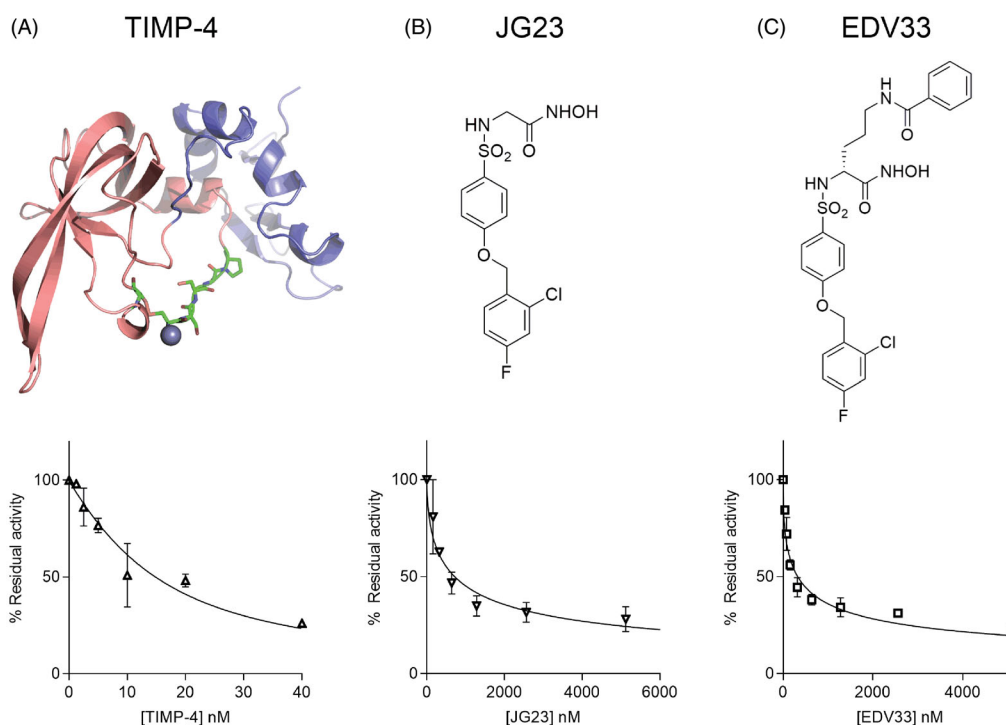 (A) TIMP-4
(B) JG23
(C) EDV33
HN
NHOH
SO2
O
O
Cl
F
HN
O
NHOH
HN
O
SO2
O
Cl
F
% Residual activity
100
50
0
0 10 20 30 40
[TIMP-4] nM
% Residual activity
100
50
0
0 2000 4000 6000
[JG23] nM
% Residual activity
100
50
0
0 2000 4000
[EDV33] nM